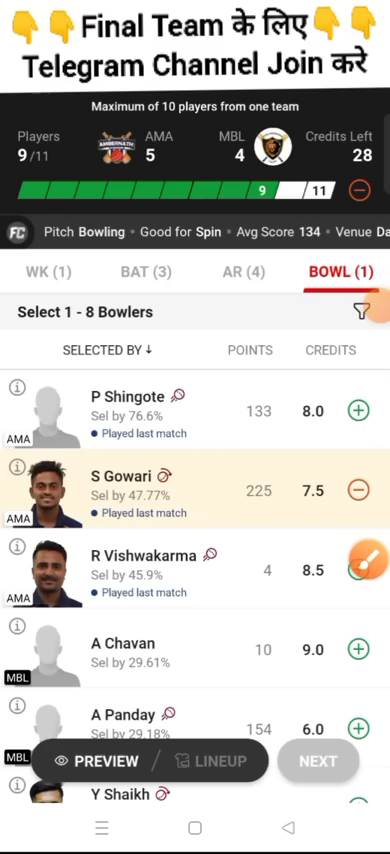 👇👇Final Team के लिए👇👇
Telegram Channel Join करे
Maximum of 10 players from one team
Players AMA MBL Credits Left
9/11 5 4 28
9 11
FC Pitch Bowling • Good for Spin • Avg Score 134 • Venue Da
WK (1) BAT (3) AR (4) BOWL (1)
Select 1 - 8 Bowlers
SELECTED BY↓ POINTS CREDITS
P Shingote
Sel by 76.6% 133 8.0
• Played last match
AMA
S Gowari
Sel by 47.77% 225 7.5
• Played last match
AMA
R Vishwakarma
Sel by 45.9% 4 8.5
• Played last match
AMA
A Chavan
Sel by 29.61% 10 9.0
MBL
A Panday
Sel by 29.18% 154 6.0
MBL
PREVIEW / LINEUP NEXT
Y Shaikh